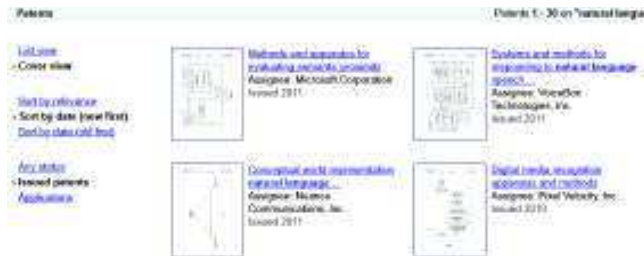 Patents
Patents 1 - 30 on "natural langua
List view
Cover view
Sort by relevance
Sort by date (new first)
Sort by date (old first)
Any status
Issued patents
Applications
Methods and apparatus for
evaluating semantic proximity
Assignee: Microsoft Corporation
Issued 2011
Systems and methods for
responding to natural language
speech ...
Assignee: VoiceBox
Technologies, Inc.
Issued 2011
Conceptual world representation
natural language ...
Assignee: Nuance
Communications, Inc.
Issued 2011
Digital media recognition
apparatus and methods
Assignee: Pixel Velocity, Inc.
Issued 2010